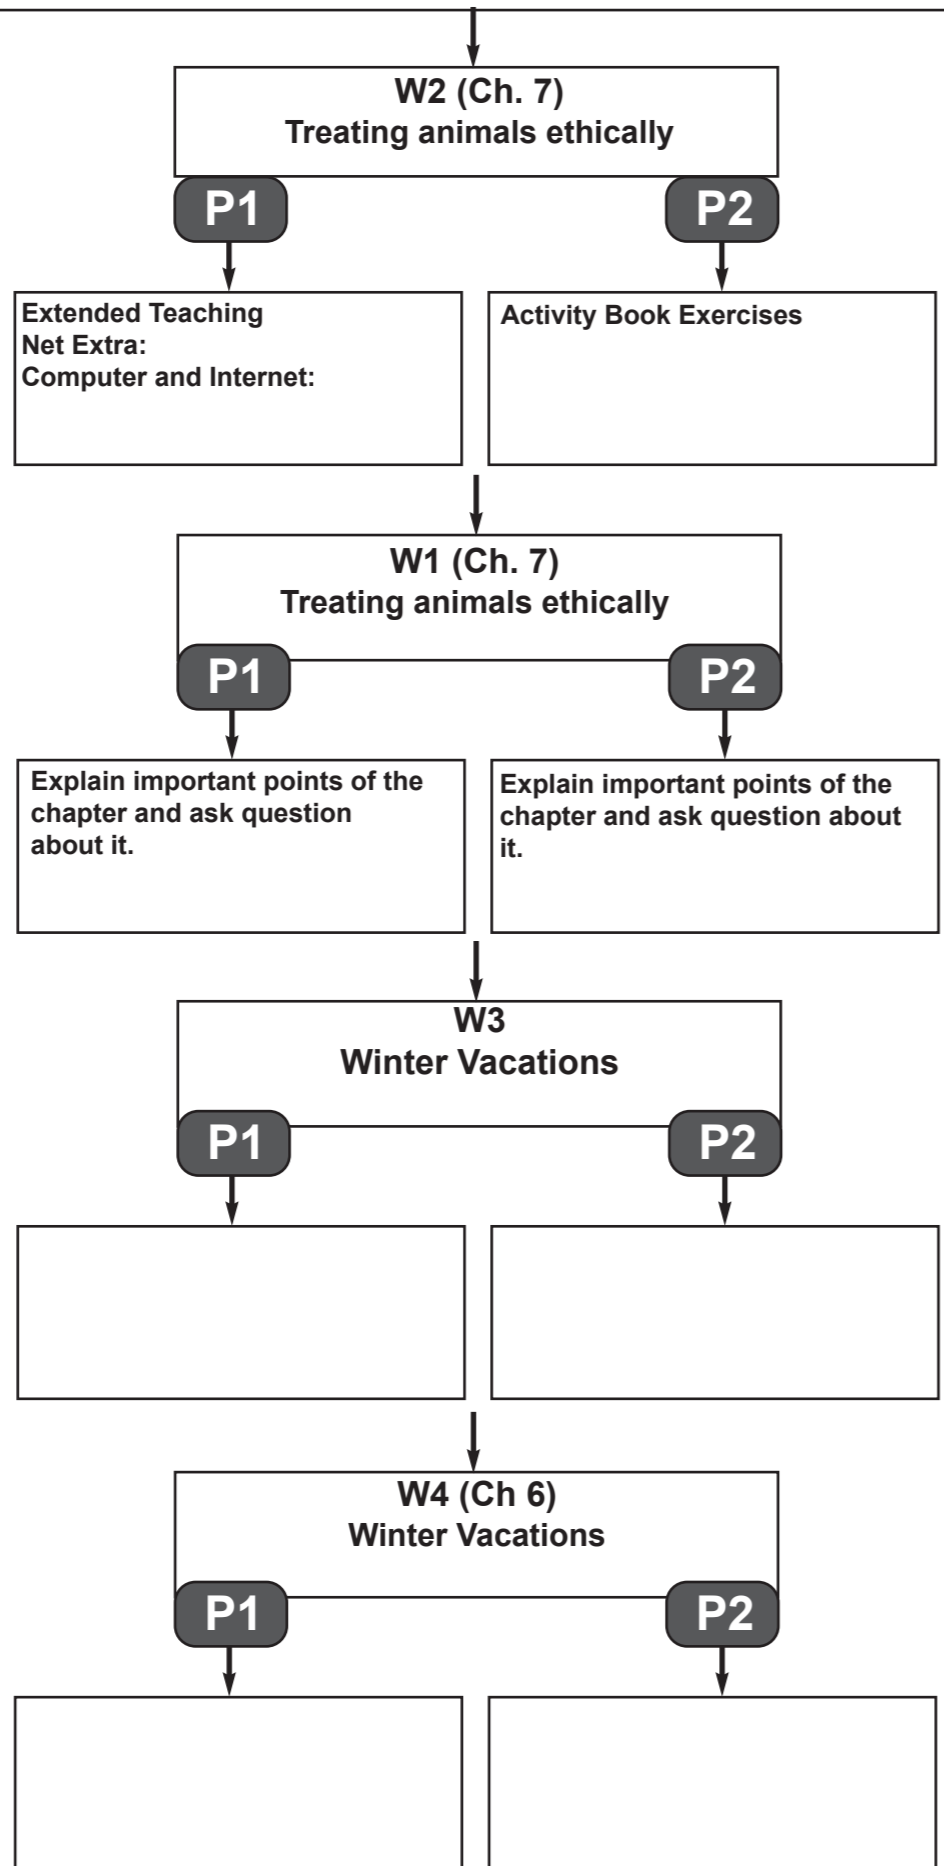 W2 (Ch. 7)
Treating animals ethically
P1
P2
Extended Teaching
Net Extra:
Computer and Internet:
Activity Book Exercises
W1 (Ch. 7)
Treating animals ethically
P1
P2
Explain important points of the
chapter and ask question
about it.
Explain important points of the
chapter and ask question about
it.
W3
Winter Vacations
P1
P2
W4 (Ch 6)
Winter Vacations
P1
P2